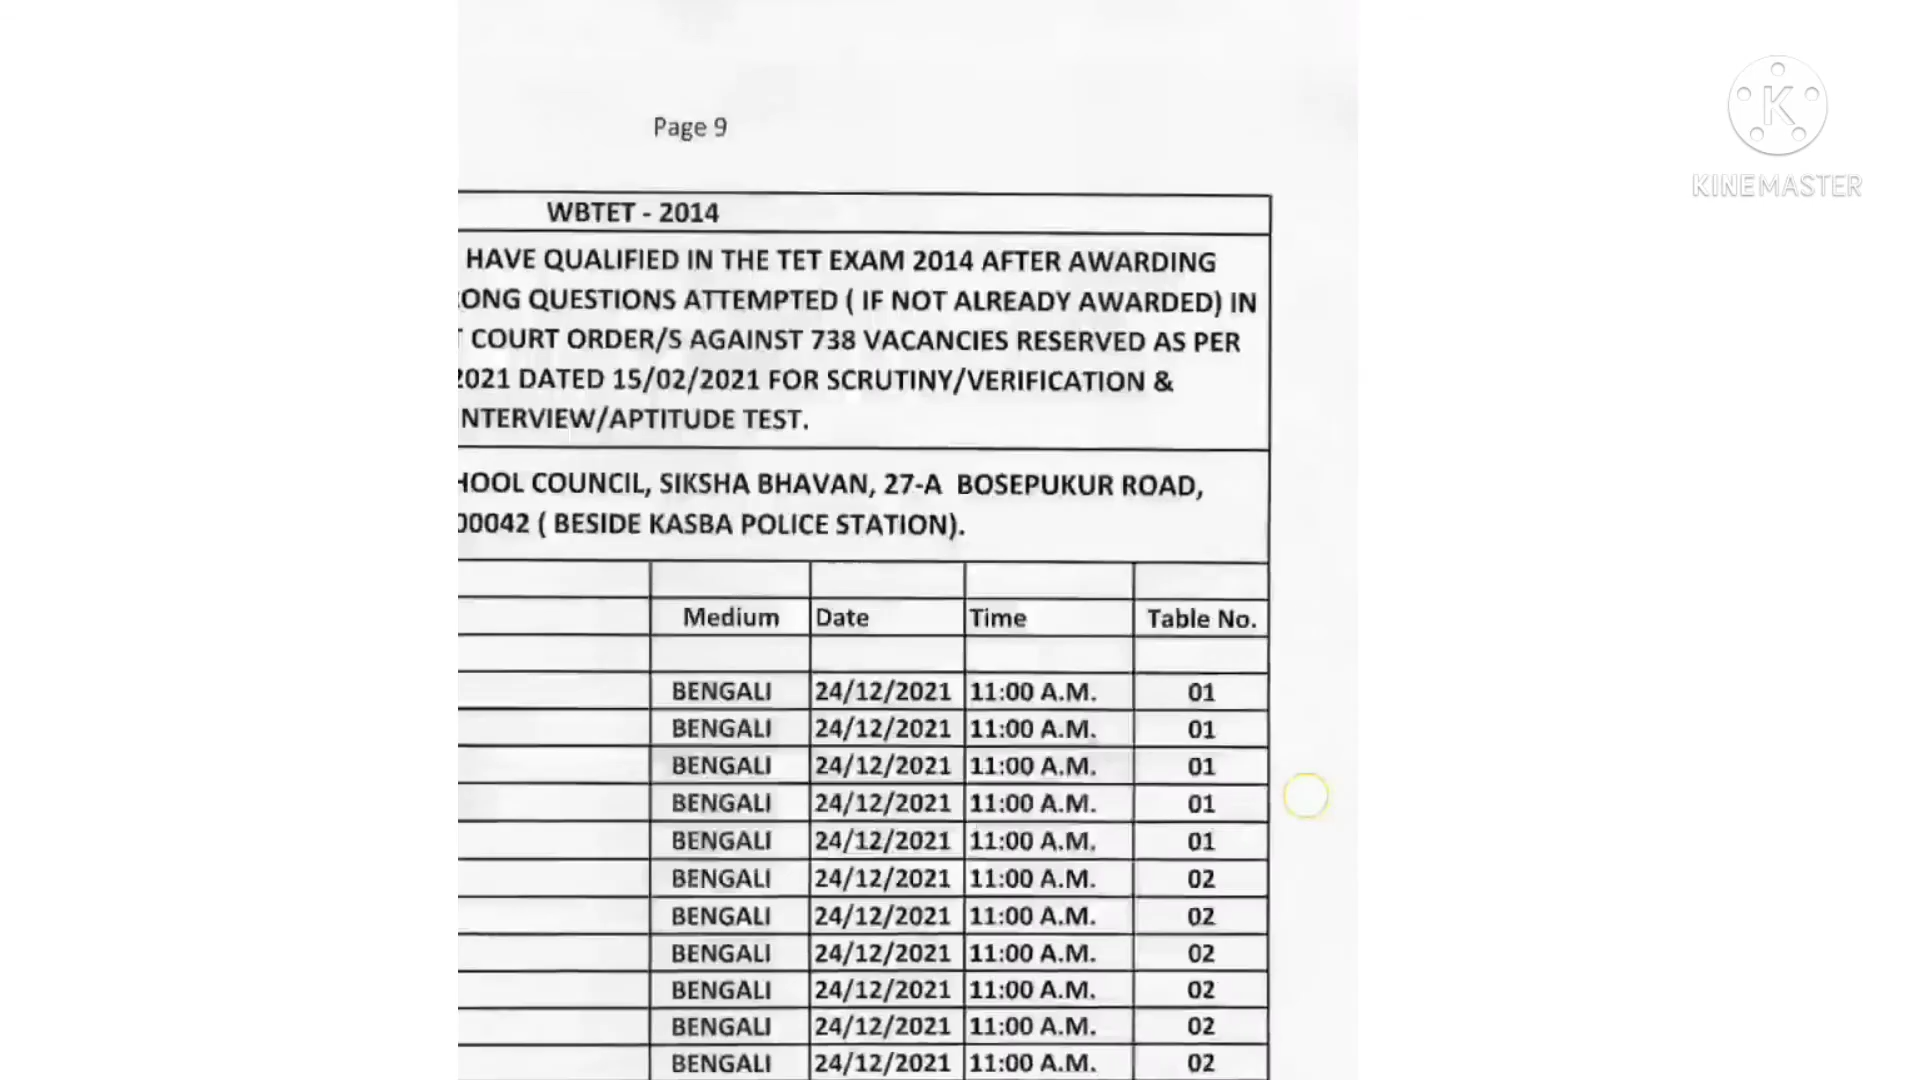 Page 9
KINEMASTER
WBTET - 2014
HAVE QUALIFIED IN THE TET EXAM 2014 AFTER AWARDING
ONG QUESTIONS ATTEMPTED ( IF NOT ALREADY AWARDED) IN
COURT ORDER/S AGAINST 738 VACANCIES RESERVED AS PER
2021 DATED 15/02/2021 FOR SCRUTINY/VERIFICATION &
NTERVIEW/APTITUDE TEST.
HOOL COUNCIL, SIKSHA BHAVAN, 27-A BOSEPUKUR ROAD,
00042 ( BESIDE KASBA POLICE STATION).
Medium Date Time Table No.
BENGALI 24/12/2021 11:00 A.M. 01
BENGALI 24/12/2021 11:00 A.M. 01
BENGALI 24/12/2021 11:00 A.M. 01
BENGALI 24/12/2021 11:00 A.M. 01
BENGALI 24/12/2021 11:00 A.M. 01
BENGALI 24/12/2021 11:00 A.M. 02
BENGALI 24/12/2021 11:00 A.M. 02
BENGALI 24/12/2021 11:00 A.M. 02
BENGALI 24/12/2021 11:00 A.M. 02
BENGALI 24/12/2021 11:00 A.M. 02
BENGALI 24/12/2021 11:00 A.M. 02